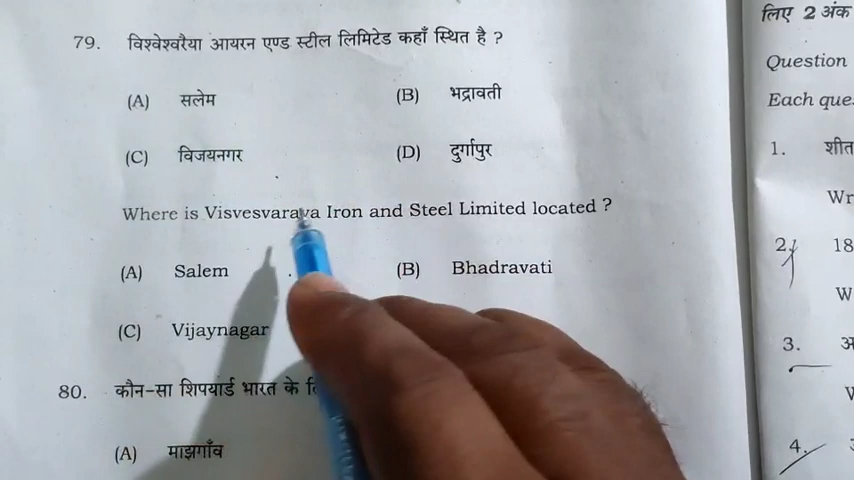 79. विश्वेश्वरैया आयरन एण्ड स्टील लिमिटेड कहाँ स्थित है ?
(A) सलेम (B) भद्रावती
(C) विजयनगर (D) दुर्गापुर
Where is Visvesvaraya Iron and Steel Limited located ?
(A) Salem (B) Bhadravati
(C) Vijaynagar
80. कौन-सा शिपयार्ड भारत के
(A) माझगाँव
लिए 2 अंक
Question
Each que
1. शीत
Wr
2. 18
W
3. अ
4.